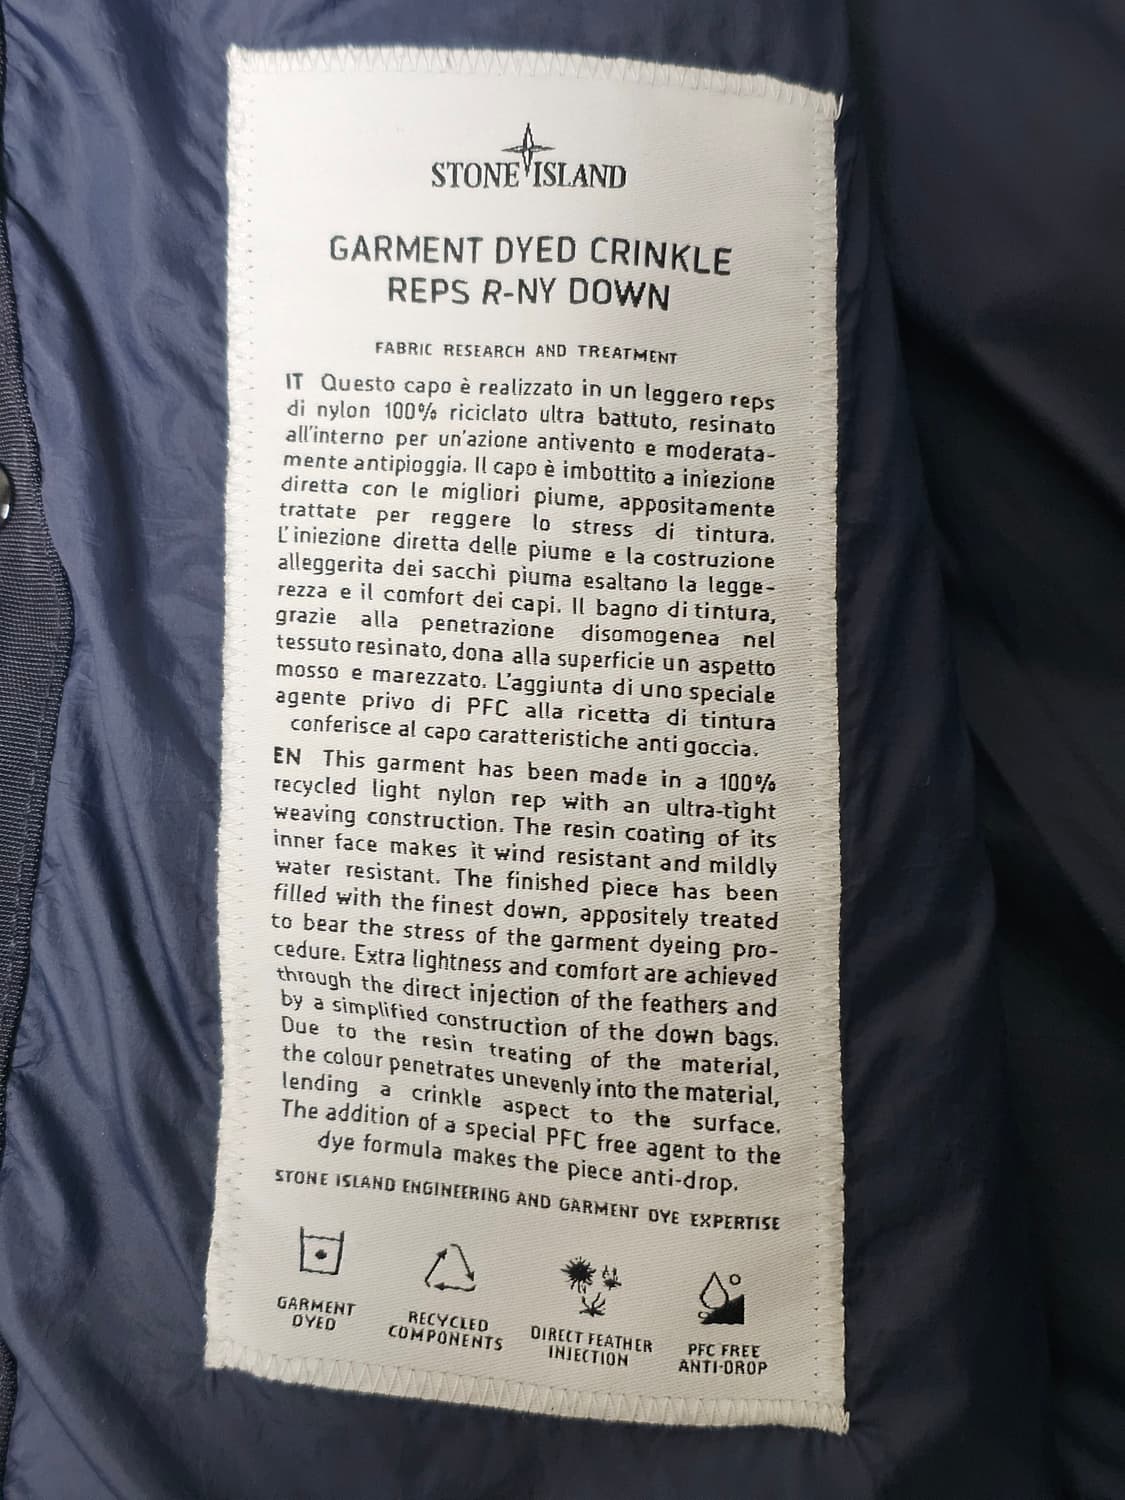 STONE ISLAND
GARMENT DYED CRINKLE
REPS R-NY DOWN
FABRIC RESEARCH AND TREATMENT
IT Questo capo è realizzato in un leggero reps
di nylon 100% riciclato ultra battuto, resinato
all'interno per un'azione antivento e moderata-
mente antipioggia. Il capo è imbottito a iniezione
diretta con le migliori piume, appositamente
trattate per reggere lo stress di tintura.
L'iniezione diretta delle piume e la costruzione
alleggerita dei sacchi piuma esaltano la legge-
rezza e il comfort dei capi. Il bagno di tintura,
grazie alla penetrazione disomogenea nel
tessuto resinato, dona alla superficie un aspetto
mosso e marezzato. L'aggiunta di uno speciale
agente privo di PFC alla ricetta di tintura
conferisce al capo caratteristiche anti goccia.
EN This garment has been made in a 100%
recycled light nylon rep with an ultra-tight
weaving construction. The resin coating of its
inner face makes it wind resistant and mildly
water resistant. The finished piece has been
filled with the finest down, appositely treated
to bear the stress of the garment dyeing pro-
cedure. Extra lightness and comfort are achieved
through the direct injection of the feathers and
by a simplified construction of the down bags.
Due to the resin treating of the material,
the colour penetrates unevenly into the material,
lending a crinkle aspect to the surface.
The addition of a special PFC free agent to the
dye formula makes the piece anti-drop.
STONE ISLAND ENGINEERING AND GARMENT DYE EXPERTISE
GARMENT
DYED
RECYCLED
COMPONENTS
DIRECT FEATHER
INJECTION
PFC FREE
ANTI-DROP